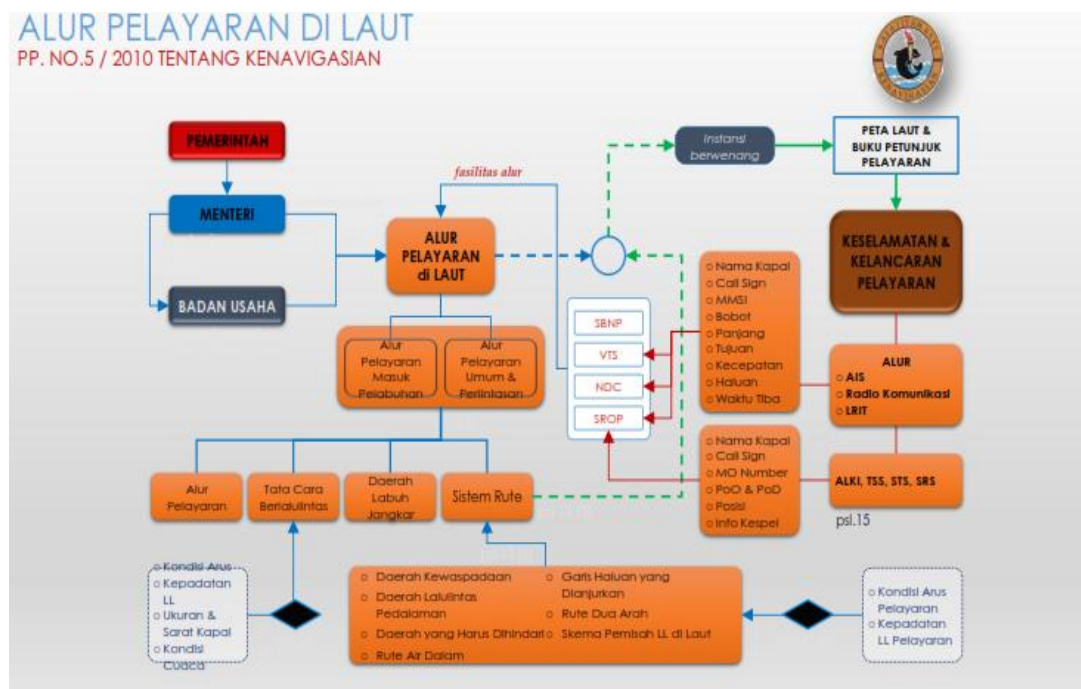 ALUR PELAYARAN DI LAUT
PP. NO.5 / 2010 TENTANG KENAVIGASIAN
KENAVIGASIAN
PEMERINTAH
MENTERI
BADAN USAHA
fasilitas alur
ALUR
PELAYARAN
di LAUT
Instansi
berwenang
PETA LAUT &
BUKU PETUNJUK
PELAYARAN
KESELAMATAN &
KELANCARAN
PELAYARAN
Alur
Pelayaran
Masuk
Pelabuhan
Alur
Pelayaran
Umum &
Perlintasan
SBNP
VTS
NDC
SROP
o Nama Kapal
o Call Sign
o MMSI
o Bobot
o Panjang
o Tujuan
o Kecepatan
o Haluan
o Waktu Tiba
ALUR
o AIS
o Radio Komunikasi
o LRIT
o Nama Kapal
o Call Sign
o MO Number
o PoO & PoD
o Posisi
o Info Kespel
ALKI, TSS, STS, SRS
psl.15
Alur
Pelayaran
Tata Cara
Berlalulintas
Daerah
Labuh
Jangkar
Sistem Rute
o Kondisi Arus
o Kepadatan
LL
o Ukuran &
Sarat Kapal
o Kondisi
Cuaca
o Daerah Kewaspadaan
o Daerah Lalulintas
Pedalaman
o Daerah yang Harus Dihindari
o Rute Air Dalam
o Garis Haluan yang
Dianjurkan
o Rute Dua Arah
o Skema Pemisah LL di Laut
o Kondisi Arus
Pelayaran
o Kepadatan
LL Pelayaran